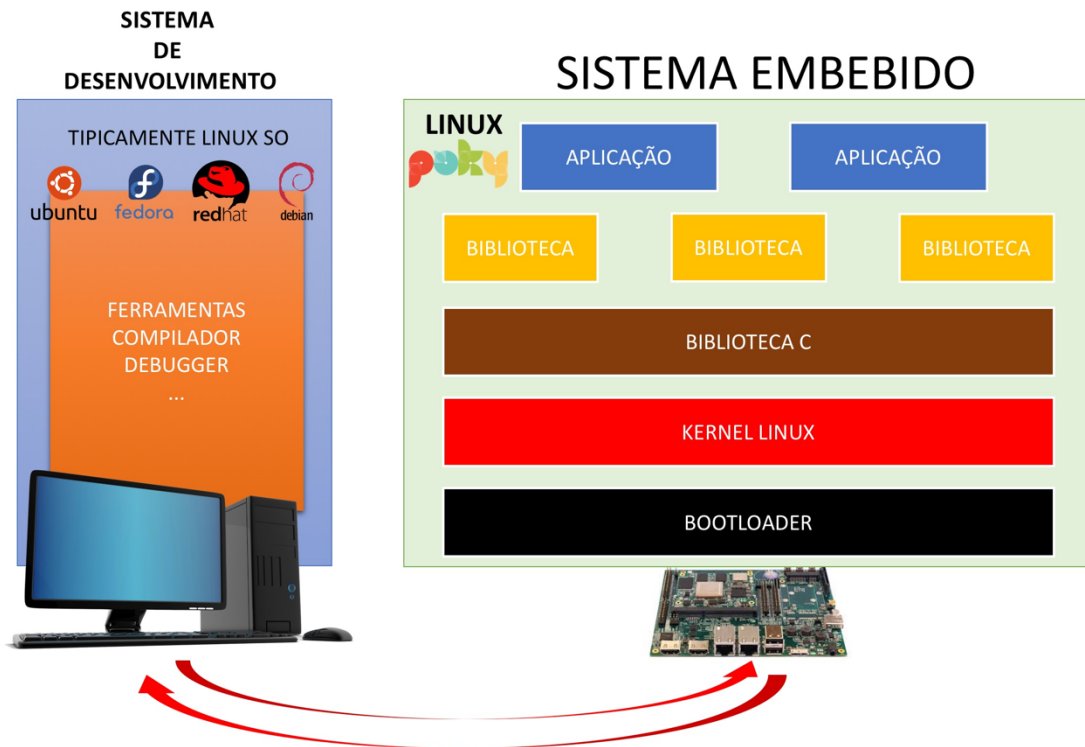 SISTEMA
DE
DESENVOLVIMENTO
TIPICAMENTE LINUX SO
ubuntu
fedora
redhat
debian
FERRAMENTAS
COMPILADOR
DEBUGGER
...
SISTEMA EMBEBIDO
LINUX
poky
APLICAÇÃO
APLICAÇÃO
BIBLIOTECA
BIBLIOTECA
BIBLIOTECA
BIBLIOTECA C
KERNEL LINUX
BOOTLOADER